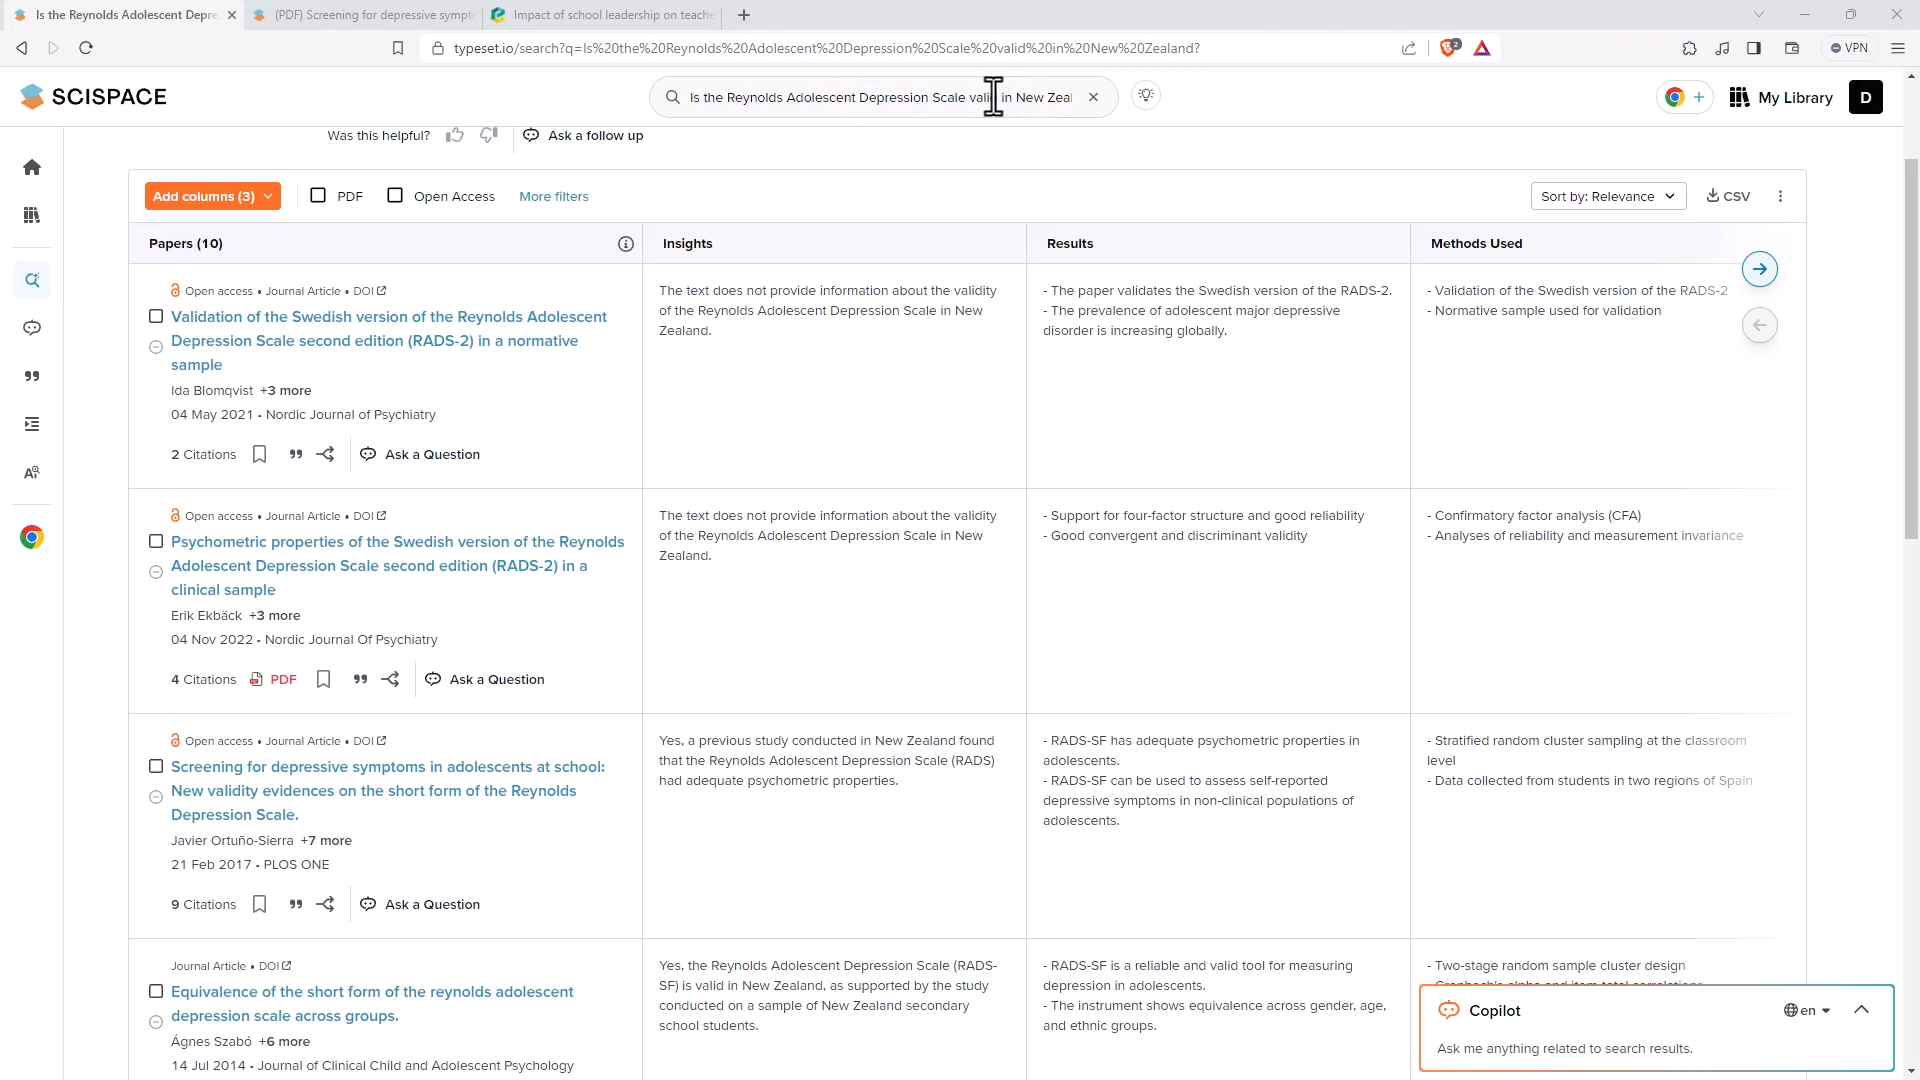 Is the Reynolds Adolescent Depre
(PDF) Screening for depressive sympt
Impact of school leadership on teache
typeset.io/search?q=Is%20the%20Reynolds%20Adolescent%20Depression%20Scale%20valid%20in%20New%20Zealand?
2
VPN
SCISPACE
Is the Reynolds Adolescent Depression Scale valid in New Zeal
My Library
D
Was this helpful?
Ask a follow up
Add columns (3)
PDF
Open Access
More filters
Sort by: Relevance
CSV
Papers (10)
Insights
Results
Methods Used
Open access • Journal Article • DOI
Validation of the Swedish version of the Reynolds Adolescent
Depression Scale second edition (RADS-2) in a normative
sample
Ida Blomqvist +3 more
04 May 2021 - Nordic Journal of Psychiatry
2 Citations
Ask a Question
The text does not provide information about the validity
of the Reynolds Adolescent Depression Scale in New
Zealand.
- The paper validates the Swedish version of the RADS-2.
- The prevalence of adolescent major depressive
disorder is increasing globally.
- Validation of the Swedish version of the RADS-2
- Normative sample used for validation
Open access • Journal Article • DOI
Psychometric properties of the Swedish version of the Reynolds
Adolescent Depression Scale second edition (RADS-2) in a
clinical sample
Erik Ekbäck +3 more
04 Nov 2022 - Nordic Journal Of Psychiatry
4 Citations
PDF
Ask a Question
The text does not provide information about the validity
of the Reynolds Adolescent Depression Scale in New
Zealand.
- Support for four-factor structure and good reliability
- Good convergent and discriminant validity
- Confirmatory factor analysis (CFA)
- Analyses of reliability and measurement invariance
Open access • Journal Article • DOI
Screening for depressive symptoms in adolescents at school:
New validity evidences on the short form of the Reynolds
Depression Scale.
Javier Ortuño-Sierra +7 more
21 Feb 2017 - PLOS ONE
9 Citations
Ask a Question
Yes, a previous study conducted in New Zealand found
that the Reynolds Adolescent Depression Scale (RADS)
had adequate psychometric properties.
- RADS-SF has adequate psychometric properties in
adolescents.
- RADS-SF can be used to assess self-reported
depressive symptoms in non-clinical populations of
adolescents.
- Stratified random cluster sampling at the classroom
level
- Data collected from students in two regions of Spain
Journal Article • DOI
Equivalence of the short form of the reynolds adolescent
depression scale across groups.
Ágnes Szabó +6 more
14 Jul 2014 - Journal of Clinical Child and Adolescent Psychology
Yes, the Reynolds Adolescent Depression Scale (RADS-
SF) is valid in New Zealand, as supported by the study
conducted on a sample of New Zealand secondary
school students.
- RADS-SF is a reliable and valid tool for measuring
depression in adolescents.
- The instrument shows equivalence across gender, age,
and ethnic groups.
- Two-stage random sample cluster design
Copilot
en
Ask me anything related to search results.